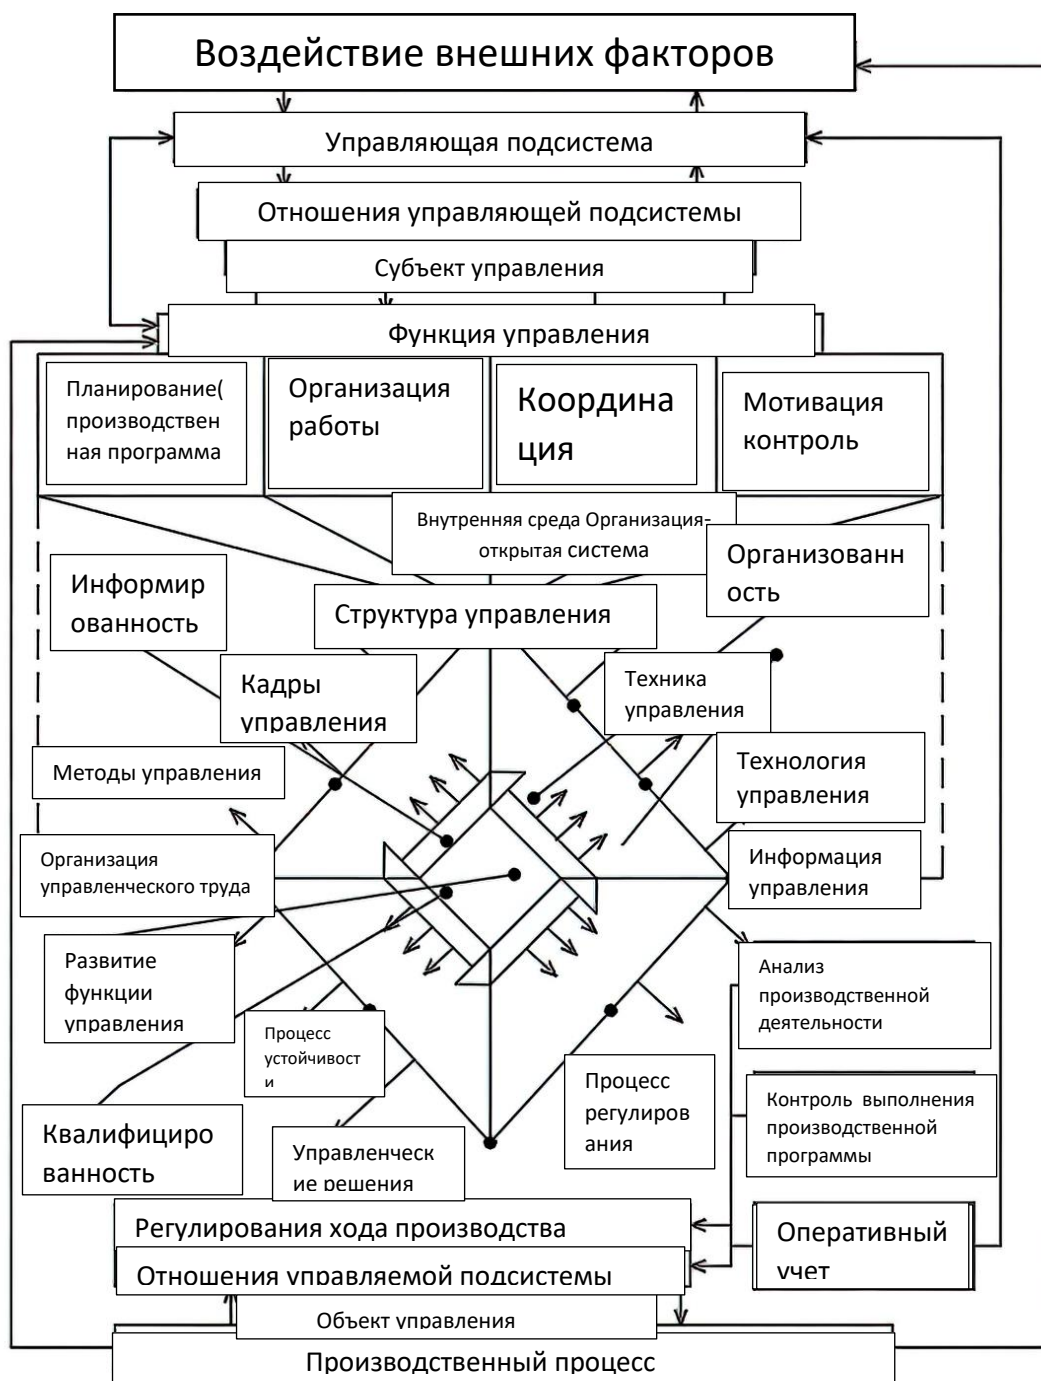 Воздействие внешних факторов
Управляющая подсистема
Отношения управляющей подсистемы
Субъект управления
Функция управления
Планирование(
производствен
ная программа
Организация
работы
Координа
ция
Мотивация
контроль
Внутренняя среда Организация-
открытая система
Информир
ованность
Организованн
ость
Структура управления
Кадры
управления
Техника
управления
Методы управления
Технология
управления
Организация
управленческого труда
Информация
управления
Развитие
функции
управления
Анализ
производственной
деятельности
Процесс
устойчивост
и
Процесс
регулиров
ания
Контроль выполнения
производственной
программы
Квалифициро
ванность
Управленческ
ие решения
Регулирования хода производства
Оперативный
учет
Отношения управляемой подсистемы
Объект управления
Производственный процесс